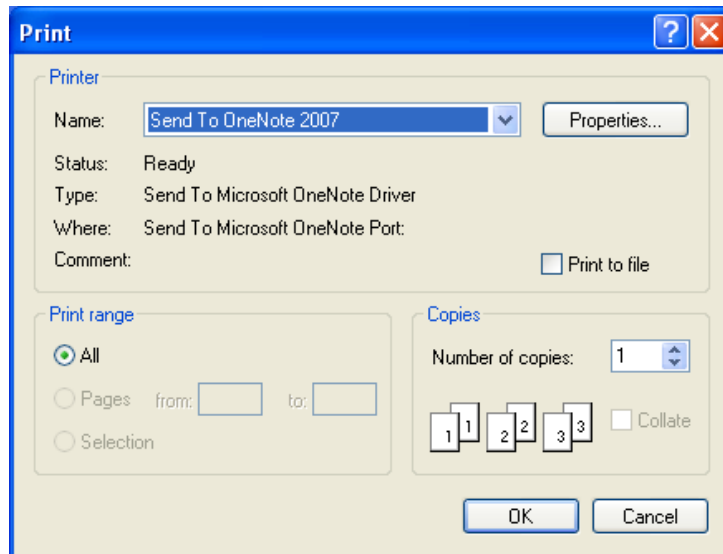 Print
Printer
Name: Send To OneNote 2007 Properties...
Status: Ready
Type: Send To Microsoft OneNote Driver
Where: Send To Microsoft OneNote Port:
Comment: Print to file
Print range Copies
All Number of copies: 1
Pages from: to:
1 1 2 2 3 3 Collate
Selection
OK Cancel